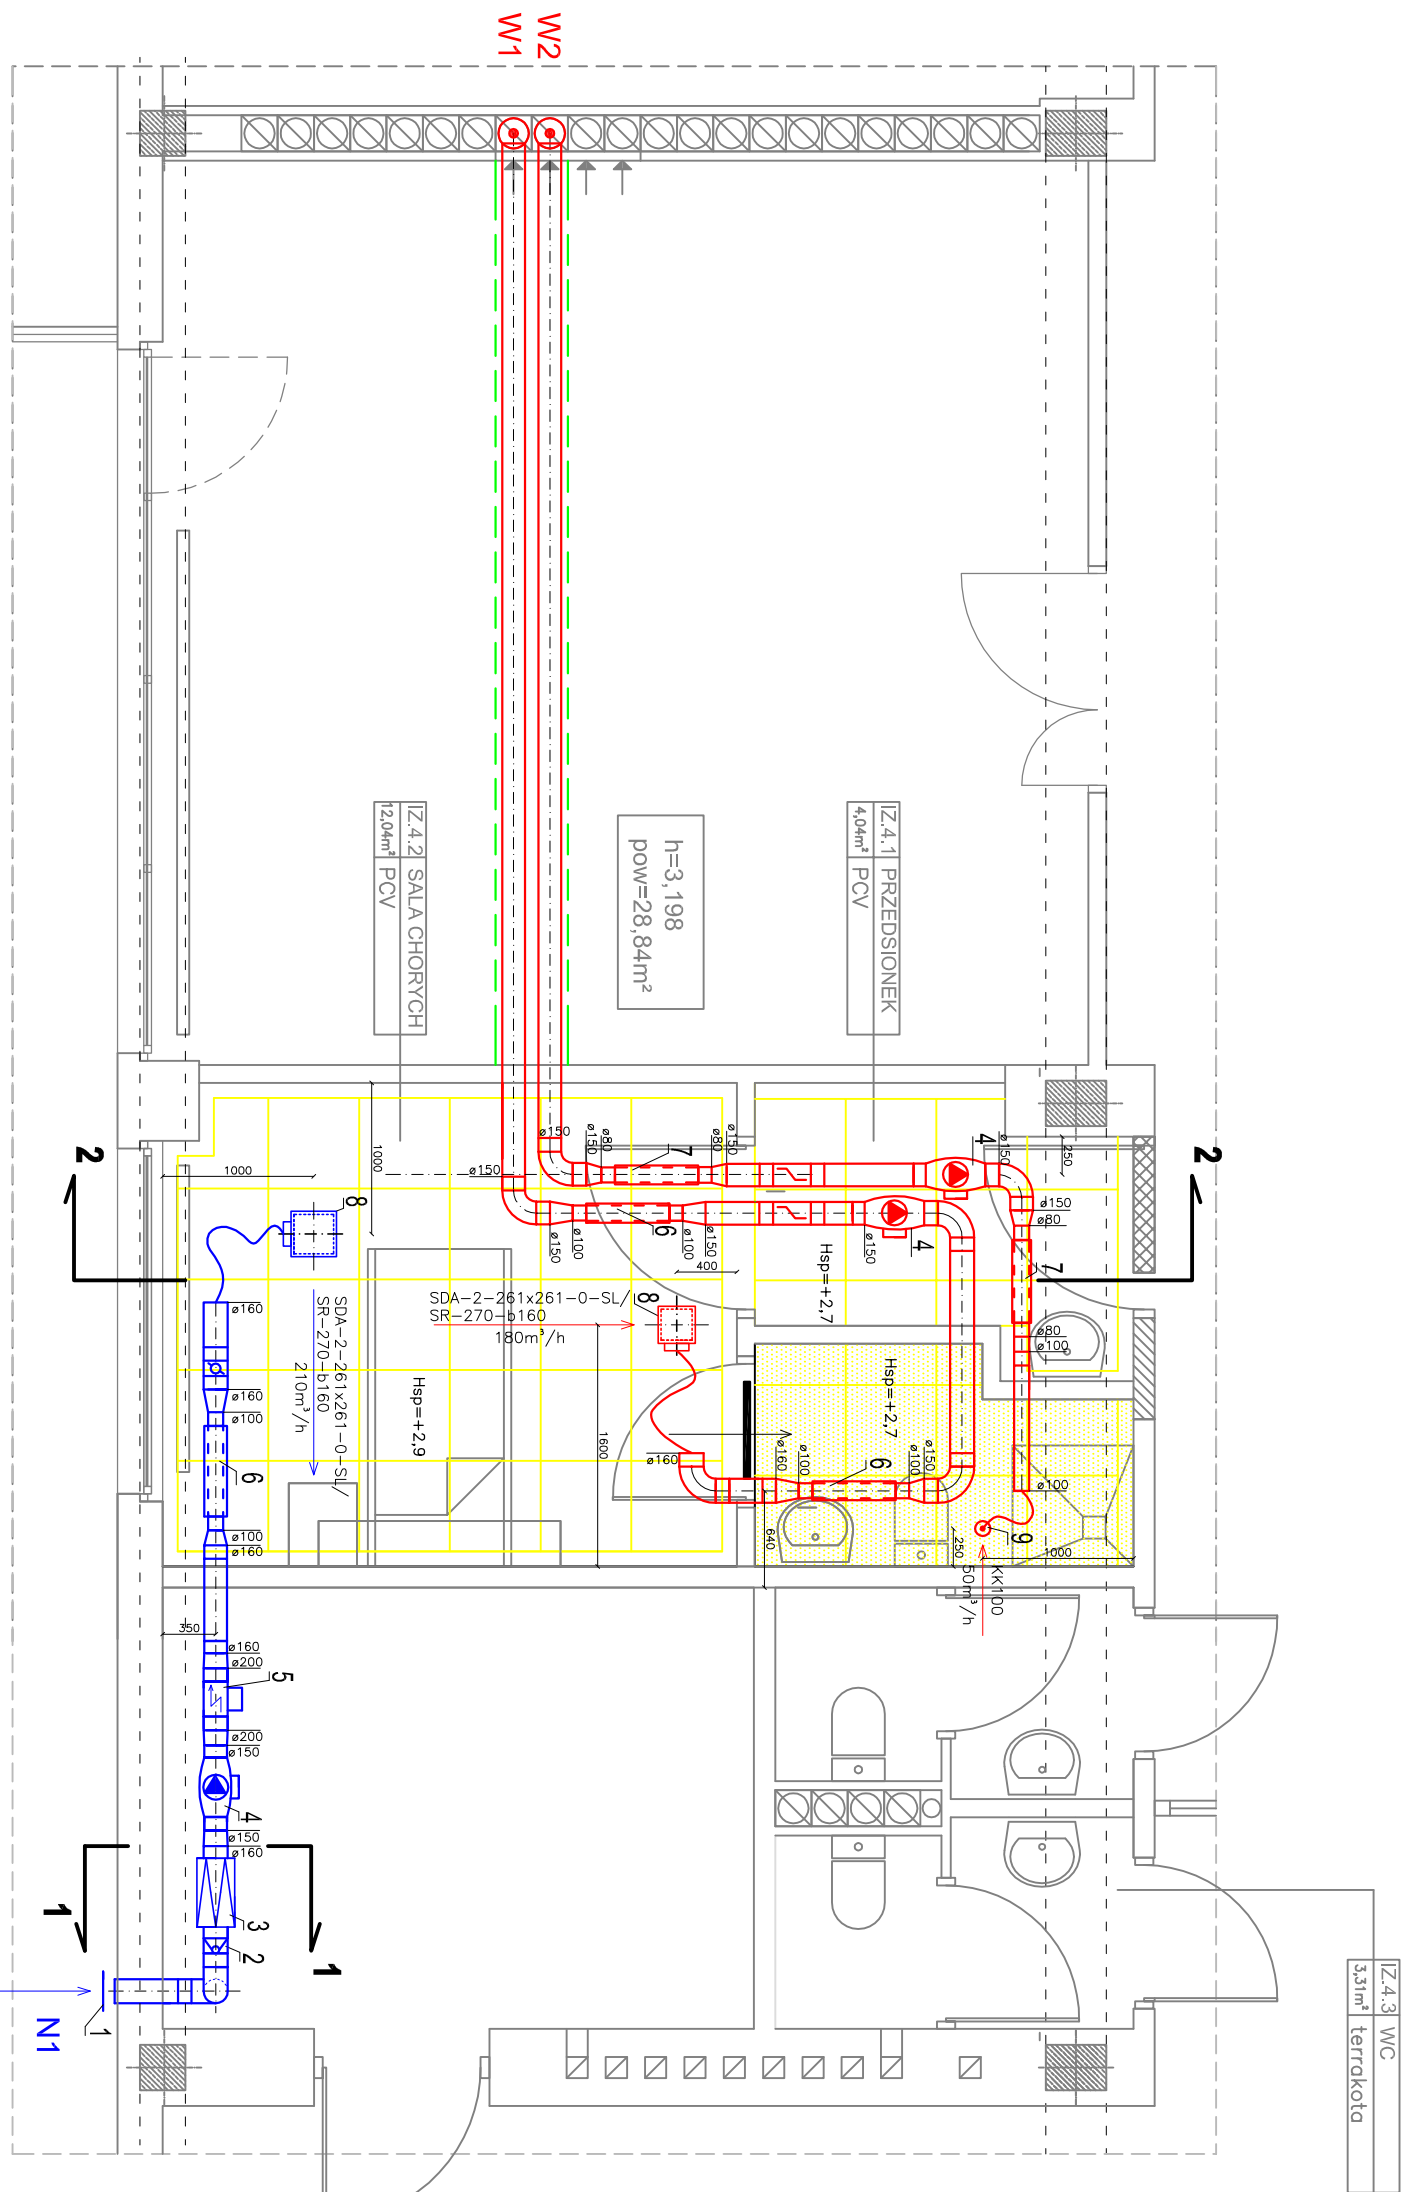 W1
W2
IZ.4.1 PRZEDSIONEK
4,04m² PCV
h=3,198
pow=28,84m²
IZ.4.2 SALA CHORYCH
12,04m² PCV
IZ.4.3 WC
3,31m² terrakota
2
2
1000
1000
8
ø150
ø150
ø150
ø80
7
ø80
ø150
4
ø150
250
ø150
ø80
7
ø80
ø100
ø100
ø150
ø100
6
ø100
ø150
ø150
4
400
Hsp=+2,7
SDA-2-261x261-0-SL/
SR-270-b160
180m³/h
8
1600
Hsp=+2,7
ø160
ø160
ø100
6
ø100
ø150
640
250
9
1000
KK100
50m³/h
Hsp=+2,9
SDA-2-261x261-0-SL/
SR-270-b160
210m³/h
ø160
ø160
ø100
6
ø100
ø160
350
ø160
ø200
5
ø200
ø150
4
ø150
ø160
3
2
1
1
1
N1